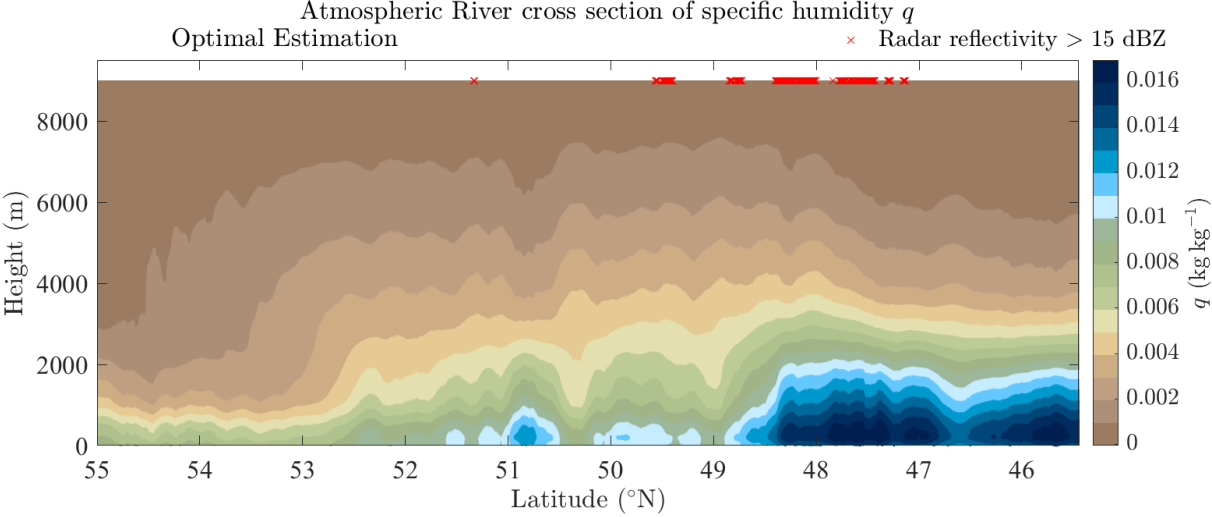 Atmospheric River cross section of specific humidity q
Optimal Estimation
× Radar reflectivity > 15 dBZ
8000
6000
4000
2000
0
Height (m)
55 54 53 52 51 50 49 48 47 46
Latitude (°N)
0.016
0.014
0.012
0.01
0.008
0.006
0.004
0.002
0
q (kg kg⁻¹)